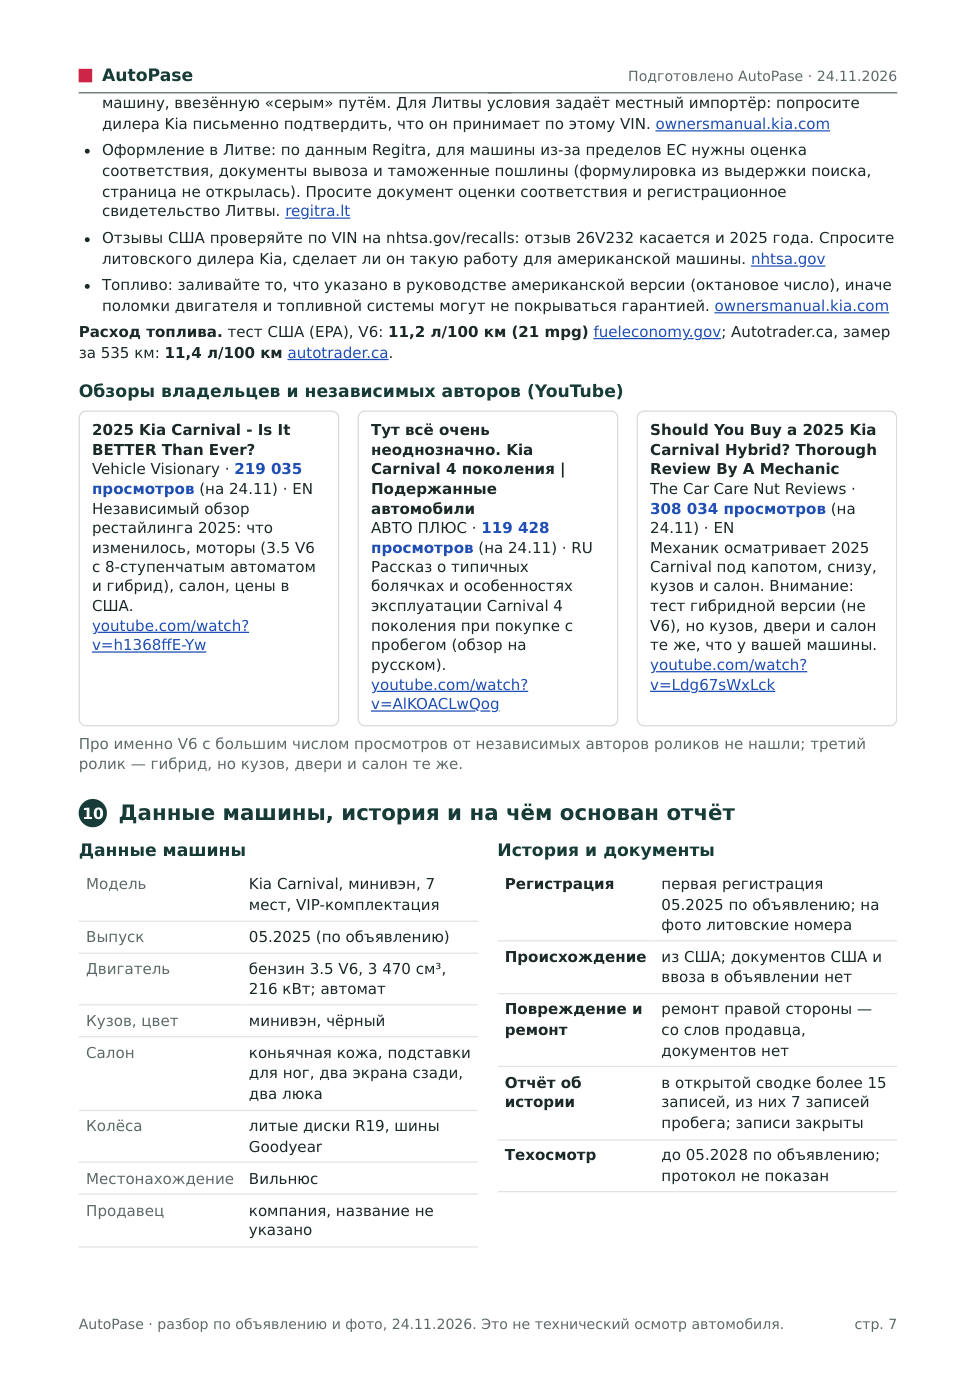 AutoPase
Подготовлено AutoPase · 24.11.2026
машину, ввезённую «серым» путём. Для Литвы условия задаёт местный импортёр: попросите
дилера Kia письменно подтвердить, что он принимает по этому VIN. ownersmanual.kia.com
• Оформление в Литве: по данным Regitra, для машины из-за пределов ЕС нужны оценка
соответствия, документы вывоза и таможенные пошлины (формулировка из выдержки поиска,
страница не открылась). Просите документ оценки соответствия и регистрационное
свидетельство Литвы. regitra.lt
• Отзывы США проверяйте по VIN на nhtsa.gov/recalls: отзыв 26V232 касается и 2025 года. Спросите
литовского дилера Kia, сделает ли он такую работу для американской машины. nhtsa.gov
• Топливо: заливайте то, что указано в руководстве американской версии (октановое число), иначе
поломки двигателя и топливной системы могут не покрываться гарантией. ownersmanual.kia.com
Расход топлива. тест США (EPA), V6: 11,2 л/100 км (21 mpg) fueleconomy.gov; Autotrader.ca, замер
за 535 км: 11,4 л/100 км autotrader.ca.
Обзоры владельцев и независимых авторов (YouTube)
2025 Kia Carnival - Is It
BETTER Than Ever?
Vehicle Visionary · 219 035
просмотров (на 24.11) · EN
Независимый обзор
рестайлинга 2025: что
изменилось, моторы (3.5 V6
с 8-ступенчатым автоматом
и гибрид), салон, цены в
США.
youtube.com/watch?
v=h1368ffE-Yw
Тут всё очень
неоднозначно. Kia
Carnival 4 поколения |
Подержанные
автомобили
АВТО ПЛЮС · 119 428
просмотров (на 24.11) · RU
Рассказ о типичных
болячках и особенностях
эксплуатации Carnival 4
поколения при покупке с
пробегом (обзор на
русском).
youtube.com/watch?
v=AlKOACLwQog
Should You Buy a 2025 Kia
Carnival Hybrid? Thorough
Review By A Mechanic
The Car Care Nut Reviews ·
308 034 просмотров (на
24.11) · EN
Механик осматривает 2025
Carnival под капотом, снизу,
кузов и салон. Внимание:
тест гибридной версии (не
V6), но кузов, двери и салон
те же, что у вашей машины.
youtube.com/watch?
v=Ldg67sWxLck
Про именно V6 с большим числом просмотров от независимых авторов роликов не нашли; третий
ролик — гибрид, но кузов, двери и салон те же.
10 Данные машины, история и на чём основан отчёт
Данные машины
Модель Kia Carnival, минивэн, 7
мест, VIP-комплектация
Выпуск 05.2025 (по объявлению)
Двигатель бензин 3.5 V6, 3 470 см³,
216 кВт; автомат
Кузов, цвет минивэн, чёрный
Салон коньячная кожа, подставки
для ног, два экрана сзади,
два люка
Колёса литые диски R19, шины
Goodyear
Местонахождение Вильнюс
Продавец компания, название не
указано
История и документы
Регистрация первая регистрация
05.2025 по объявлению; на
фото литовские номера
Происхождение из США; документов США и
ввоза в объявлении нет
Повреждение и ремонт правой стороны —
ремонт со слов продавца,
документов нет
Отчёт об в открытой сводке более 15
истории записей, из них 7 записей
пробега; записи закрыты
Техосмотр до 05.2028 по объявлению;
протокол не показан
AutoPase · разбор по объявлению и фото, 24.11.2026. Это не технический осмотр автомобиля.
стр. 7